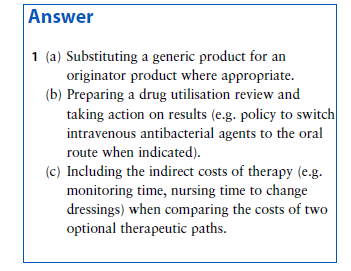 Answer
1 (a) Substituting a generic product for an
originator product where appropriate.
(b) Preparing a drug utilisation review and
taking action on results (e.g. policy to switch
intravenous antibacterial agents to the oral
route when indicated).
(c) Including the indirect costs of therapy (e.g.
monitoring time, nursing time to change
dressings) when comparing the costs of two
optional therapeutic paths.